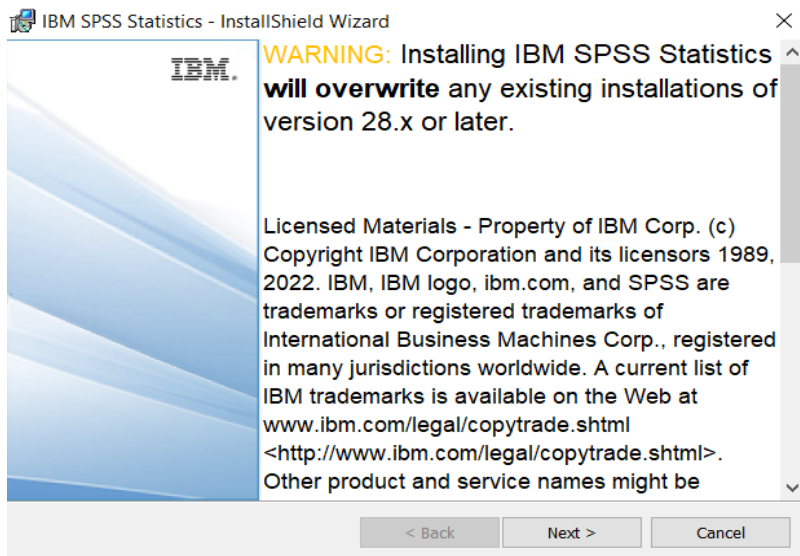 IBM SPSS Statistics - InstallShield Wizard
IBM.
WARNING: Installing IBM SPSS Statistics
will overwrite any existing installations of
version 28.x or later.
Licensed Materials - Property of IBM Corp. (c)
Copyright IBM Corporation and its licensors 1989,
2022. IBM, IBM logo, ibm.com, and SPSS are
trademarks or registered trademarks of
International Business Machines Corp., registered
in many jurisdictions worldwide. A current list of
IBM trademarks is available on the Web at
www.ibm.com/legal/copytrade.shtml
<http://www.ibm.com/legal/copytrade.shtml>.
Other product and service names might be
< Back Next > Cancel